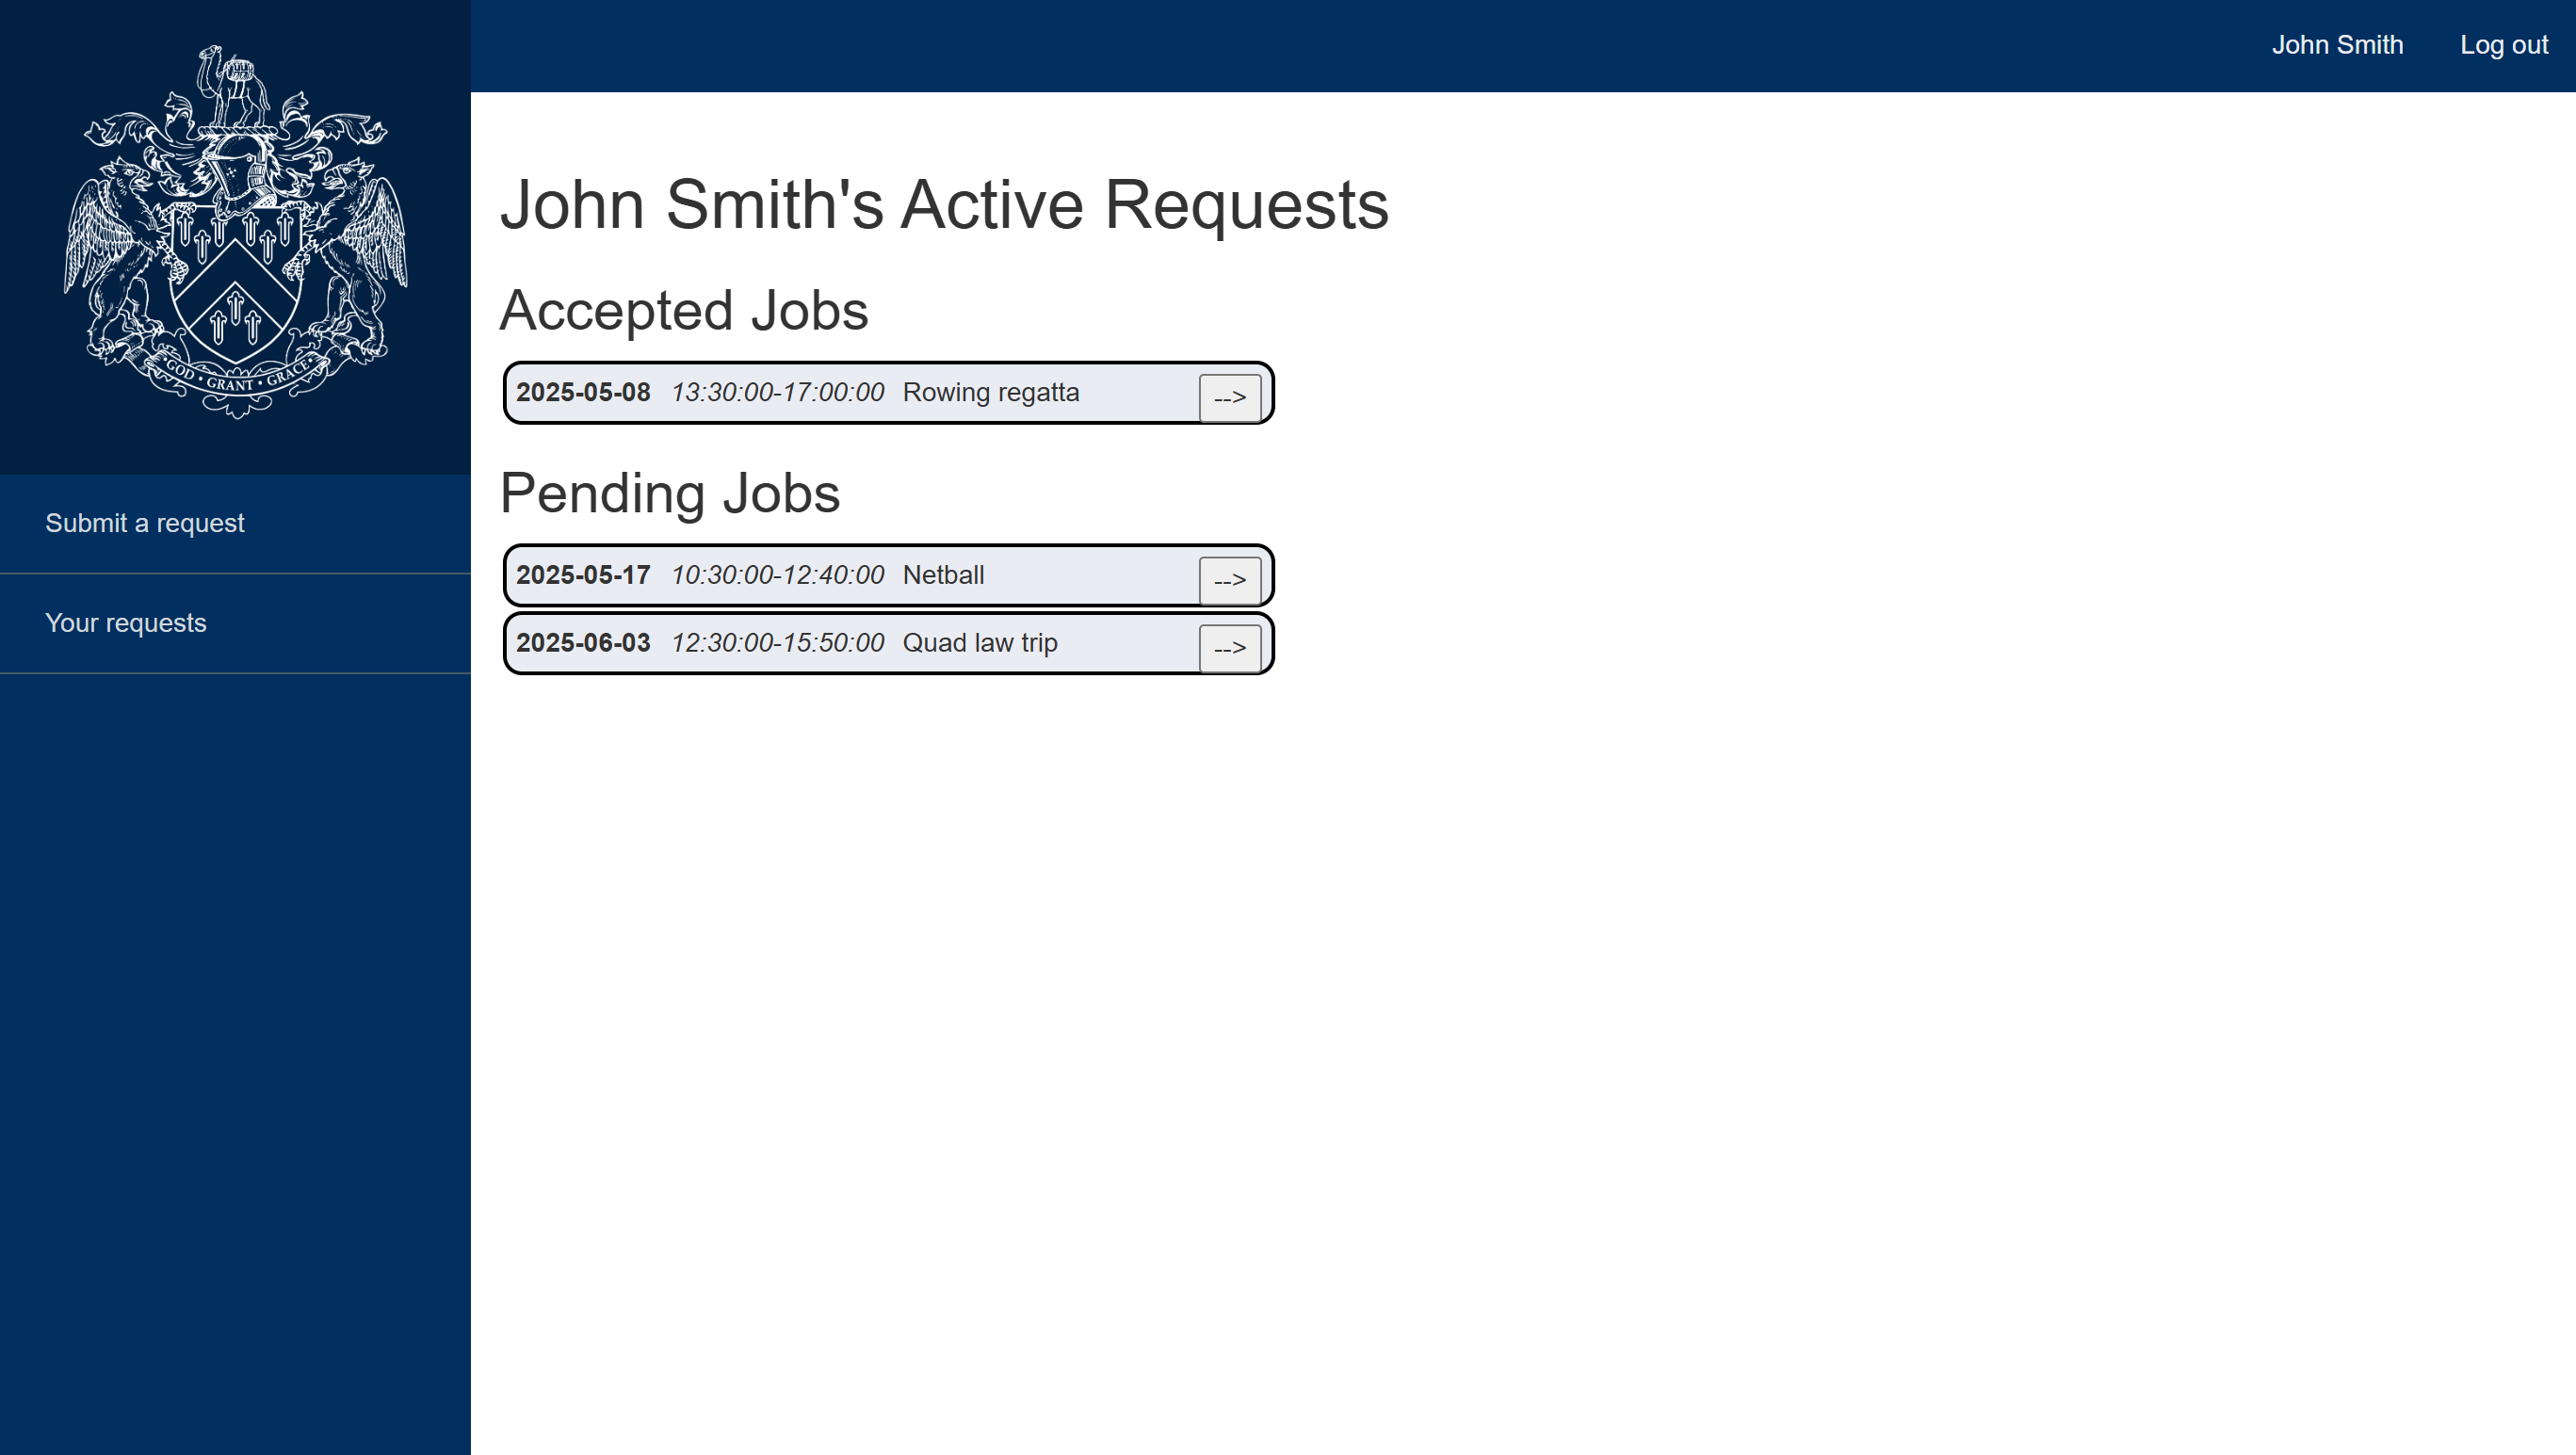 John Smith Log out
GOD • GRANT • GRACE
John Smith's Active Requests
Accepted Jobs
2025-05-08 13:30:00-17:00:00 Rowing regatta -->
Pending Jobs
Submit a request
2025-05-17 10:30:00-12:40:00 Netball -->
Your requests
2025-06-03 12:30:00-15:50:00 Quad law trip -->